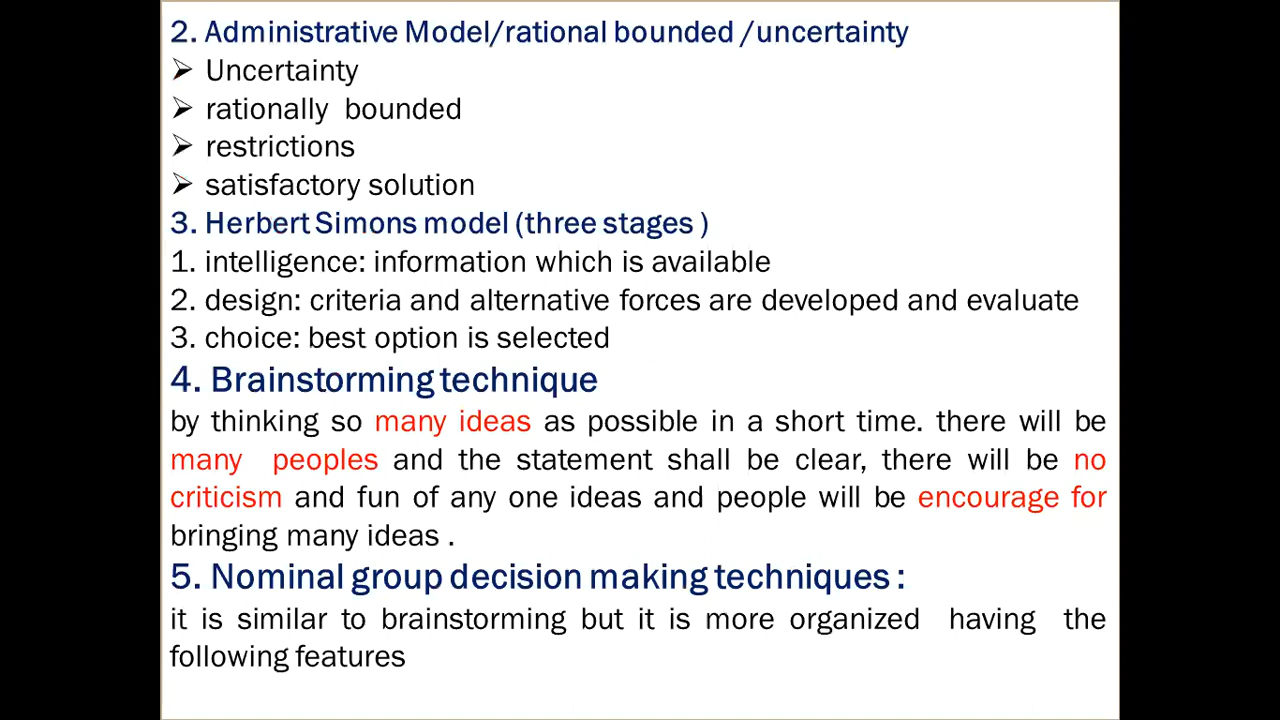 2. Administrative Model/rational bounded /uncertainty
➢ Uncertainty
➢ rationally bounded
➢ restrictions
➢ satisfactory solution
3. Herbert Simons model (three stages )
1. intelligence: information which is available
2. design: criteria and alternative forces are developed and evaluate
3. choice: best option is selected
4. Brainstorming technique
by thinking so many ideas as possible in a short time. there will be
many peoples and the statement shall be clear, there will be no
criticism and fun of any one ideas and people will be encourage for
bringing many ideas .
5. Nominal group decision making techniques :
it is similar to brainstorming but it is more organized having the
following features